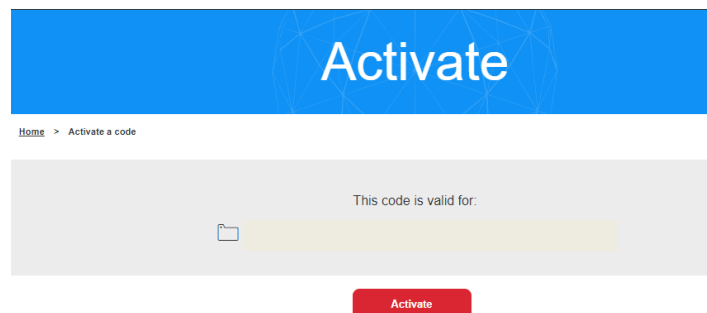 Activate
Home > Activate a code
This code is valid for:
Activate